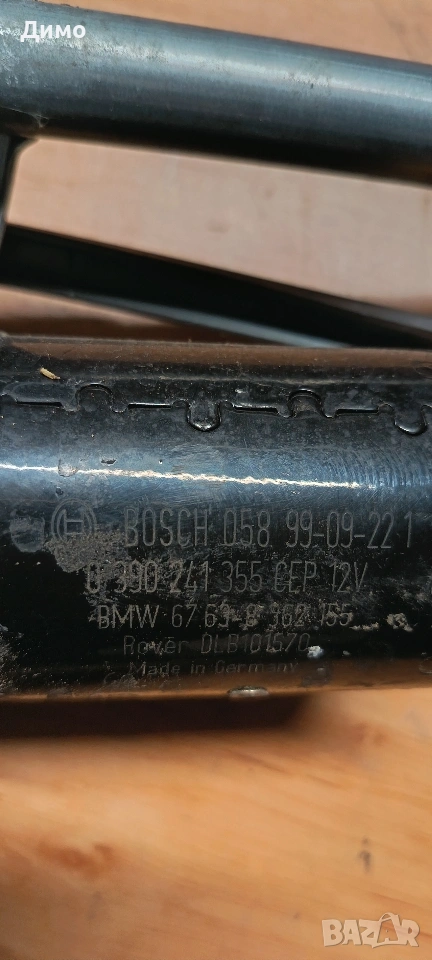 Димо
BOSCH 058 99-09-22 1
0 390 241 355 CEP 12V
BMW 67.63-8 362 155
Rover DLB101570
Made in Germany
BAZAR